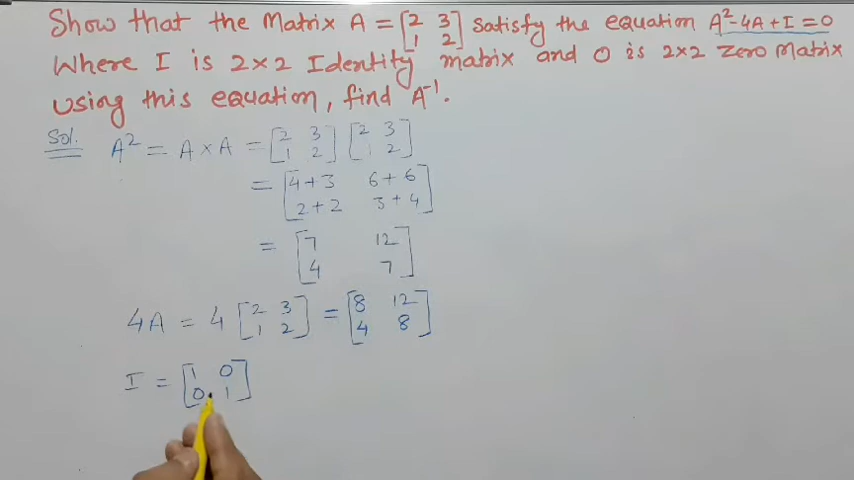 Show that the Matrix A = [2 3 1 2] satisfy the equation A²-4A+I=0
Where I is 2×2 Identity matrix and 0 is 2×2 Zero Matrix
using this equation, find A⁻¹.
Sol. A² = A×A = [2 3 1 2] [2 3 1 2]
= [4+3 6+6 2+2 3+4]
= [7 12 4 7]
4A = 4 [2 3 1 2] = [8 12 4 8]
I = [1 0 0 1]